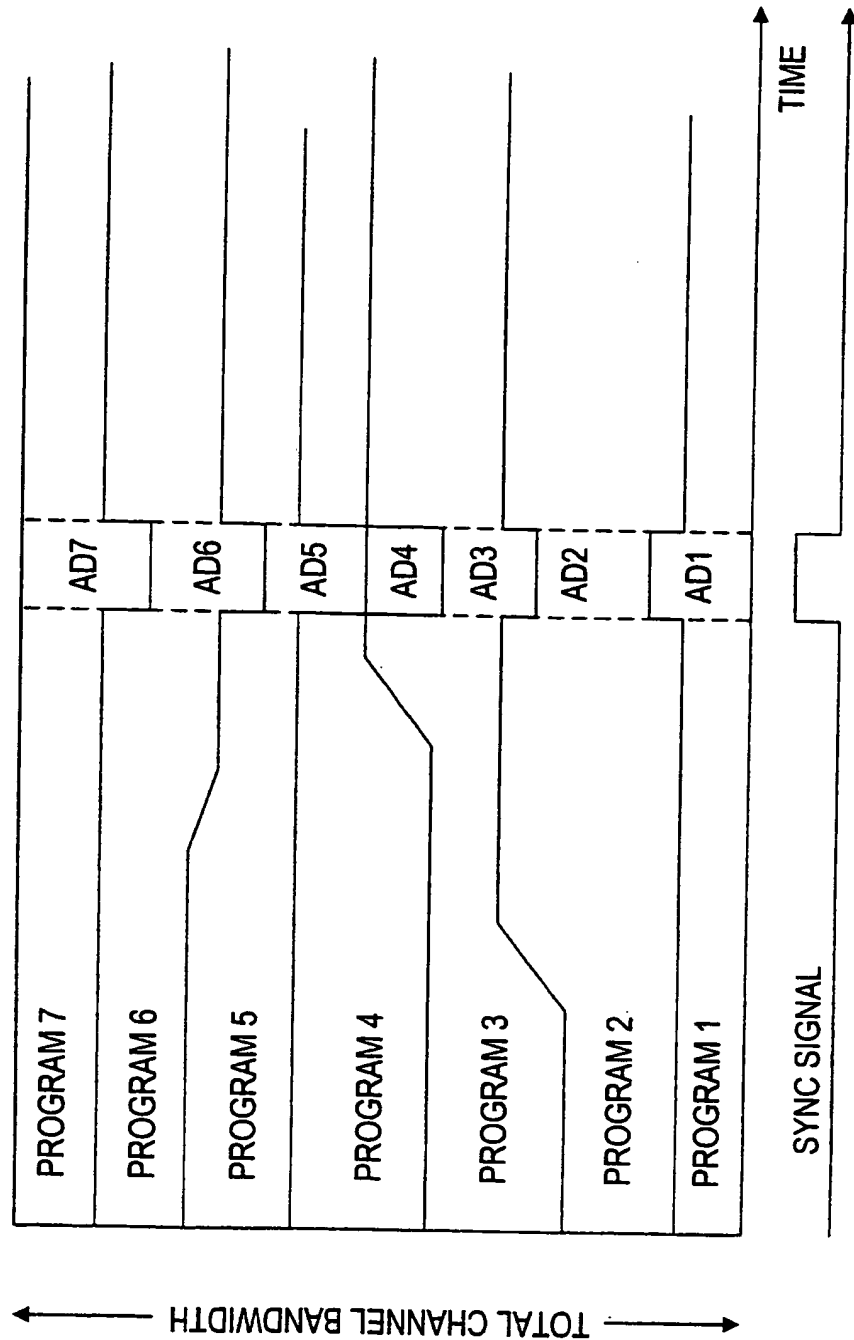 TOTAL CHANNEL BANDWIDTH
PROGRAM 7
PROGRAM 6
PROGRAM 5
PROGRAM 4
PROGRAM 3
PROGRAM 2
PROGRAM 1
AD7
AD6
AD5
AD4
AD3
AD2
AD1
TIME
SYNC SIGNAL